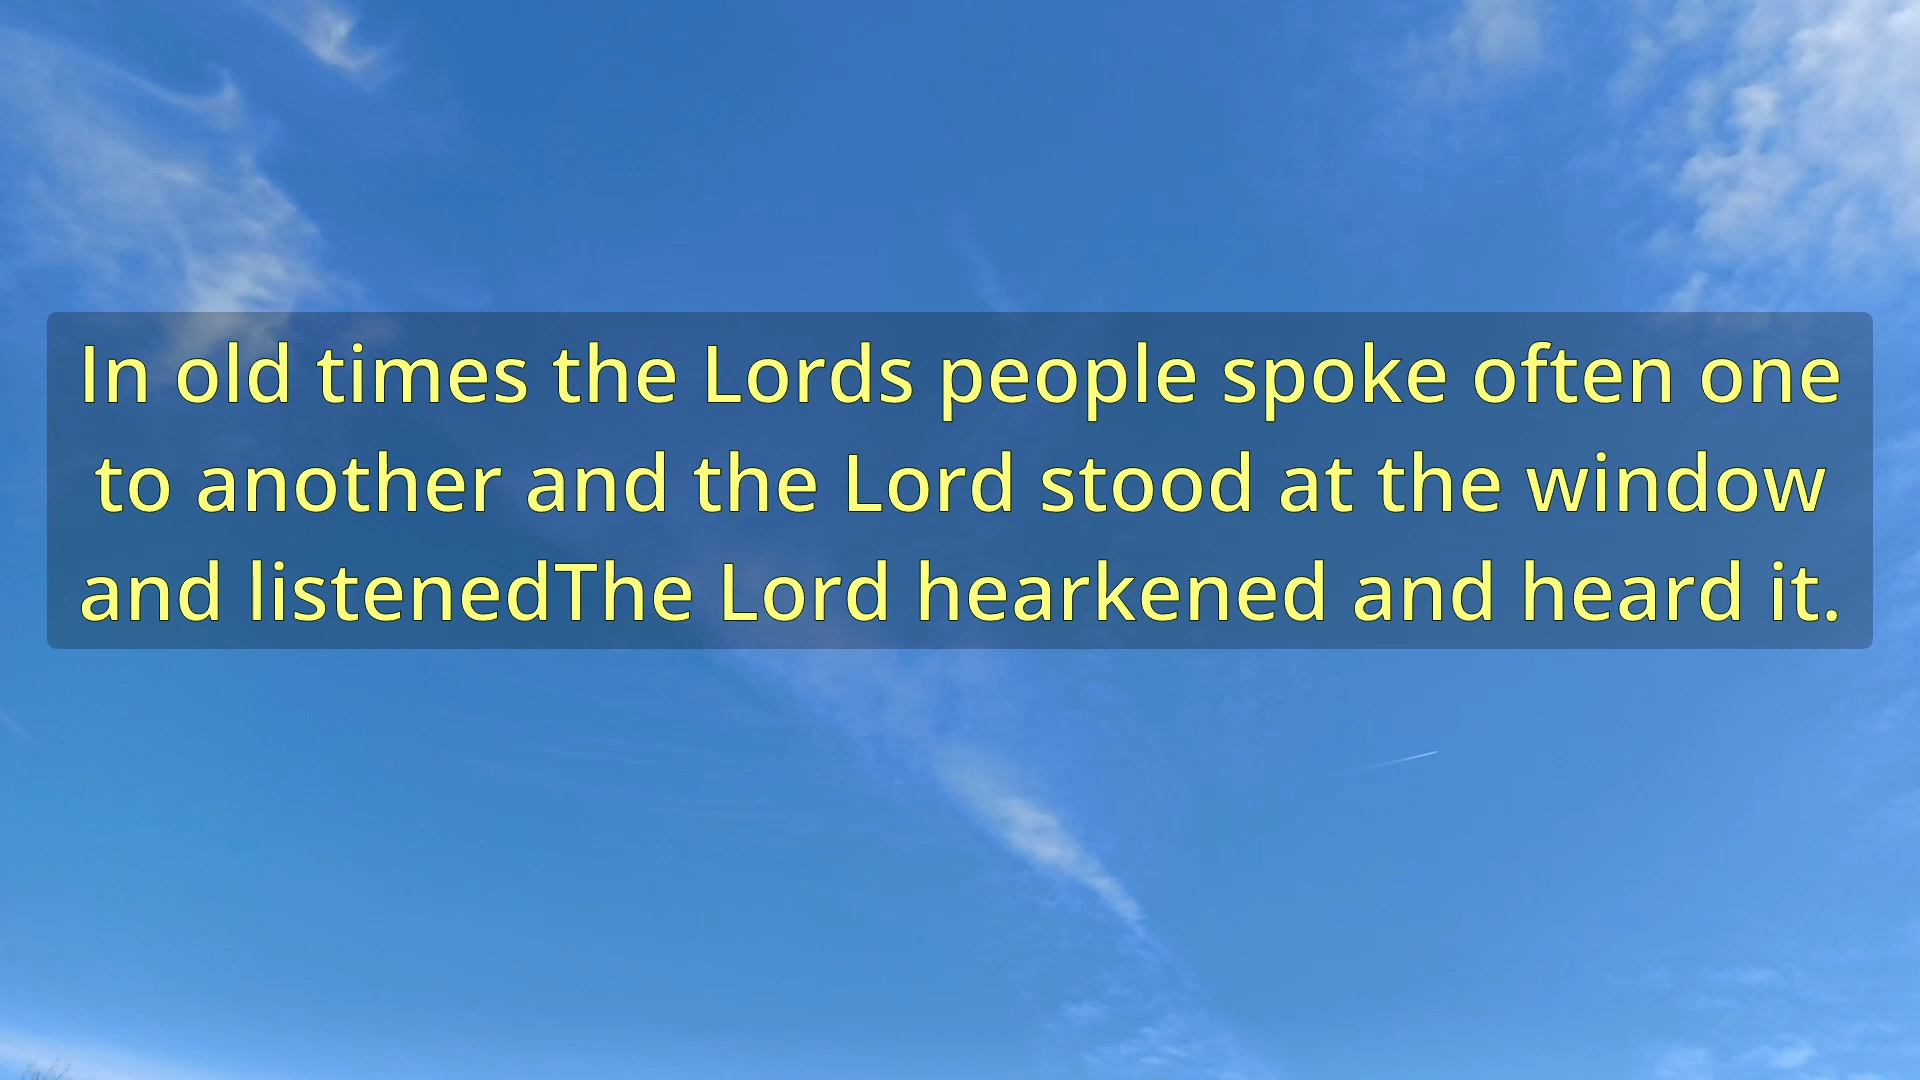 In old times the Lords people spoke often one
to another and the Lord stood at the window
and listenedThe Lord hearkened and heard it.